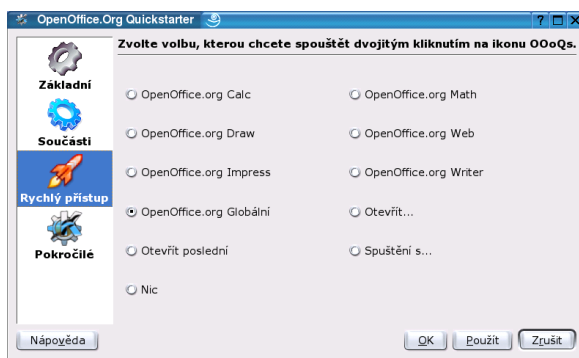 OpenOffice.Org Quickstarter
Zvolte volbu, kterou chcete spouštět dvojitým kliknutím na ikonu OOoQs.
Základní
Součásti
Rychlý přístup
Pokročilé
OpenOffice.org Calc
OpenOffice.org Math
OpenOffice.org Draw
OpenOffice.org Web
OpenOffice.org Impress
OpenOffice.org Writer
OpenOffice.org Globální
Otevřít...
Otevřít poslední
Spuštění s...
Nic
Nápověda
OK
Použít
Zrušit